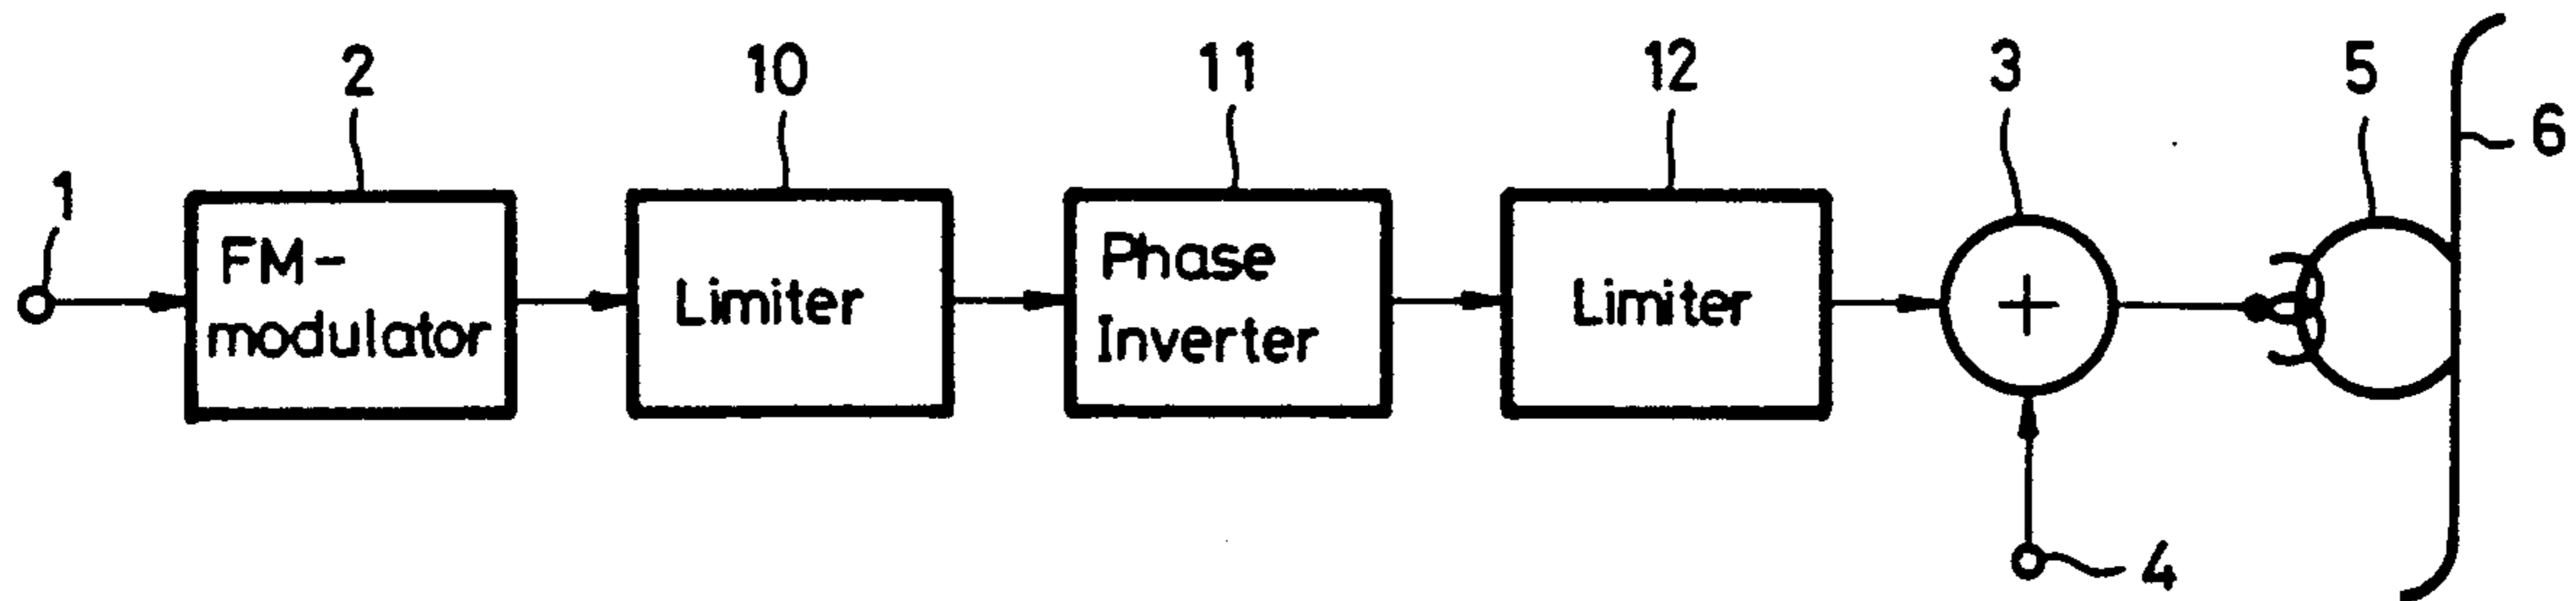 1
2
FM-
modulator
10
Limiter
11
Phase
Inverter
12
Limiter
3
+
4
5
6